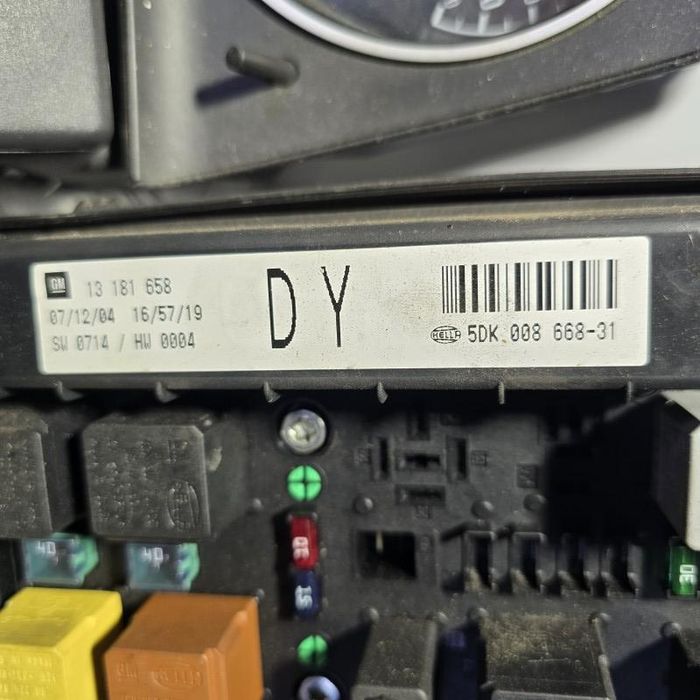 GM 13 181 658
07/12/04 16/57/19
SW 0714 / HW 0004
DY
HELLA 5DK 008 668-31
40 40
30
15
30